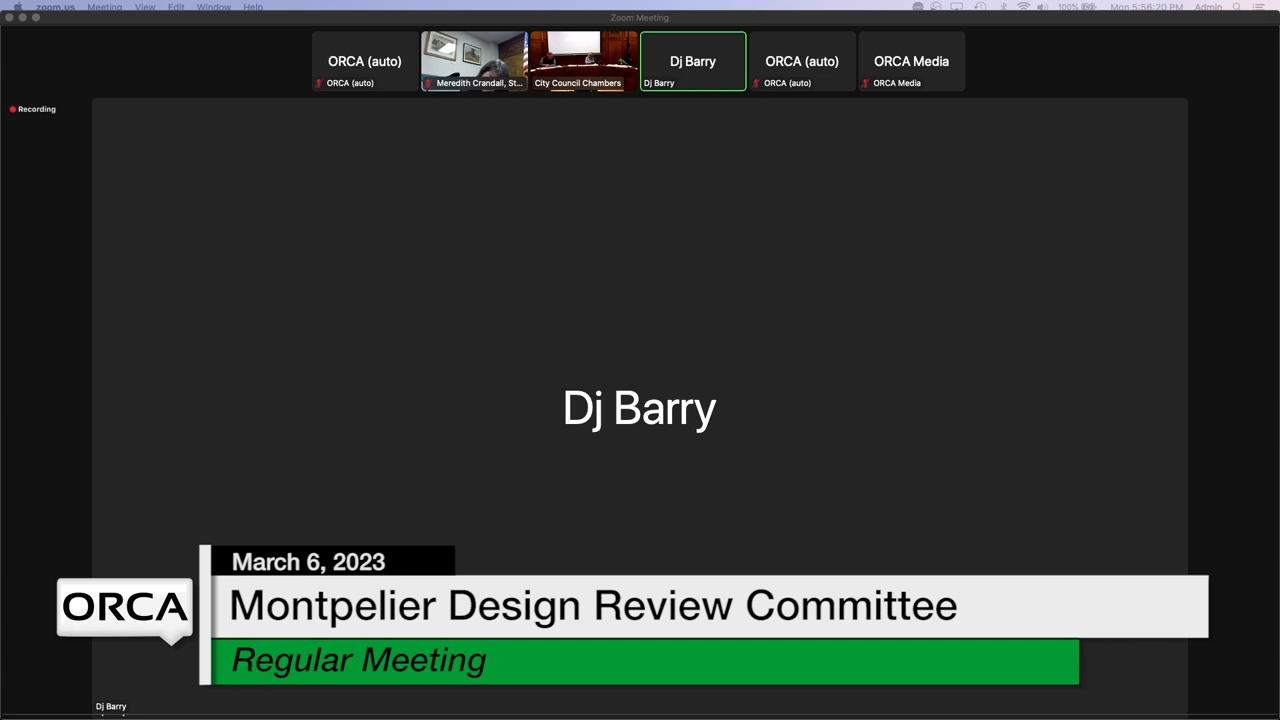 zoom.us Meeting View Edit Window Help 100% Mon 5:56:20 PM Admin
Zoom Meeting
ORCA (auto)
ORCA (auto)
Meredith Crandall, St...
City Council Chambers
Dj Barry
Dj Barry
ORCA (auto)
ORCA (auto)
ORCA Media
ORCA Media
Recording
Dj Barry
March 6, 2023
ORCA
Montpelier Design Review Committee
Regular Meeting
Dj Barry